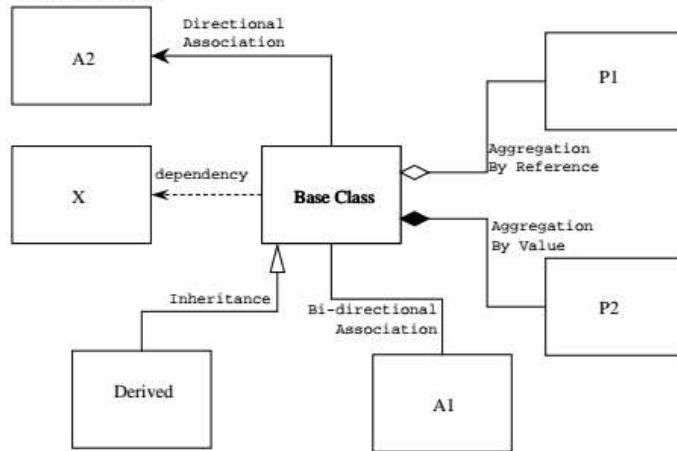 Directional
Association
A2
P1
Aggregation
By Reference
dependency
X
Base Class
Aggregation
By Value
Inheritance
Bi-directional
Association
P2
Derived
A1